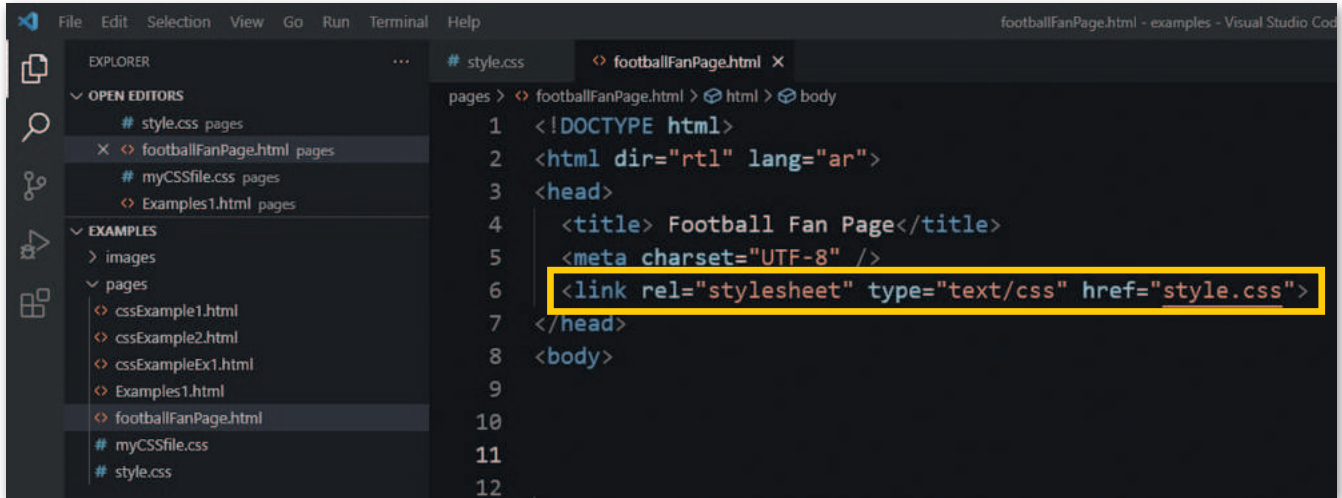 File Edit Selection View Go Run Terminal Help
footballFanPage.html - examples - Visual Studio Cod
EXPLORER
OPEN EDITORS
# style.css pages
footballFanPage.html pages
# myCSSfile.css pages
Examples1.html pages
EXAMPLES
> images
pages
cssExample1.html
cssExample2.html
cssExampleEx1.html
Examples1.html
footballFanPage.html
# myCSSfile.css
# style.css
# style.css
<> footballFanPage.html ×
pages > <> footballFanPage.html > html > body
1 <!DOCTYPE html>
2 <html dir="rtl" lang="ar">
3 <head>
4 <title> Football Fan Page</title>
5 <meta charset="UTF-8" />
6 <link rel="stylesheet" type="text/css" href="style.css">
7 </head>
8 <body>
9
10
11
12